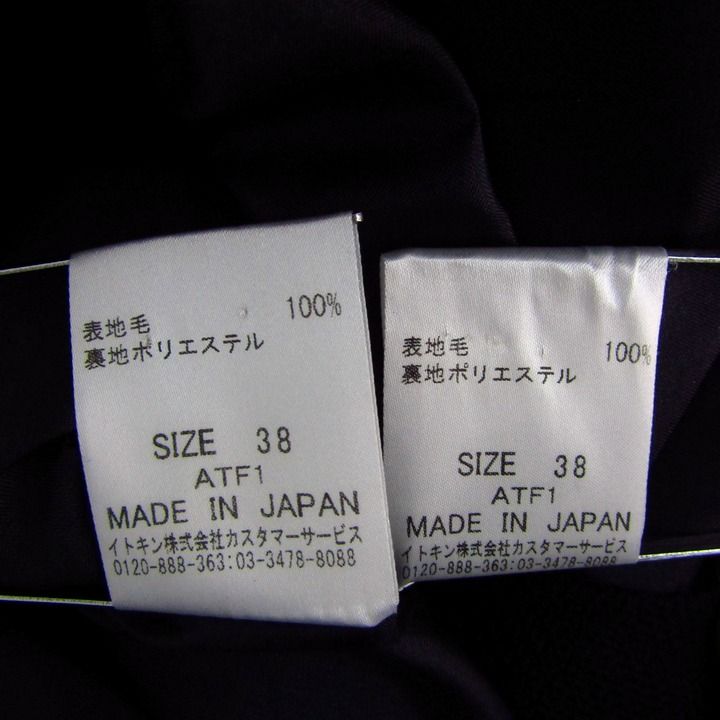 表地毛 100%
裏地ポリエステル
SIZE 38
ATF1
MADE IN JAPAN
イトキン株式会社カスタマーサービス
0120-888-363:03-3478-8088
表地毛 100%
裏地ポリエステル
SIZE 38
ATF1
MADE IN JAPAN
イトキン株式会社カスタマーサービス
0120-888-363:03-3478-8088